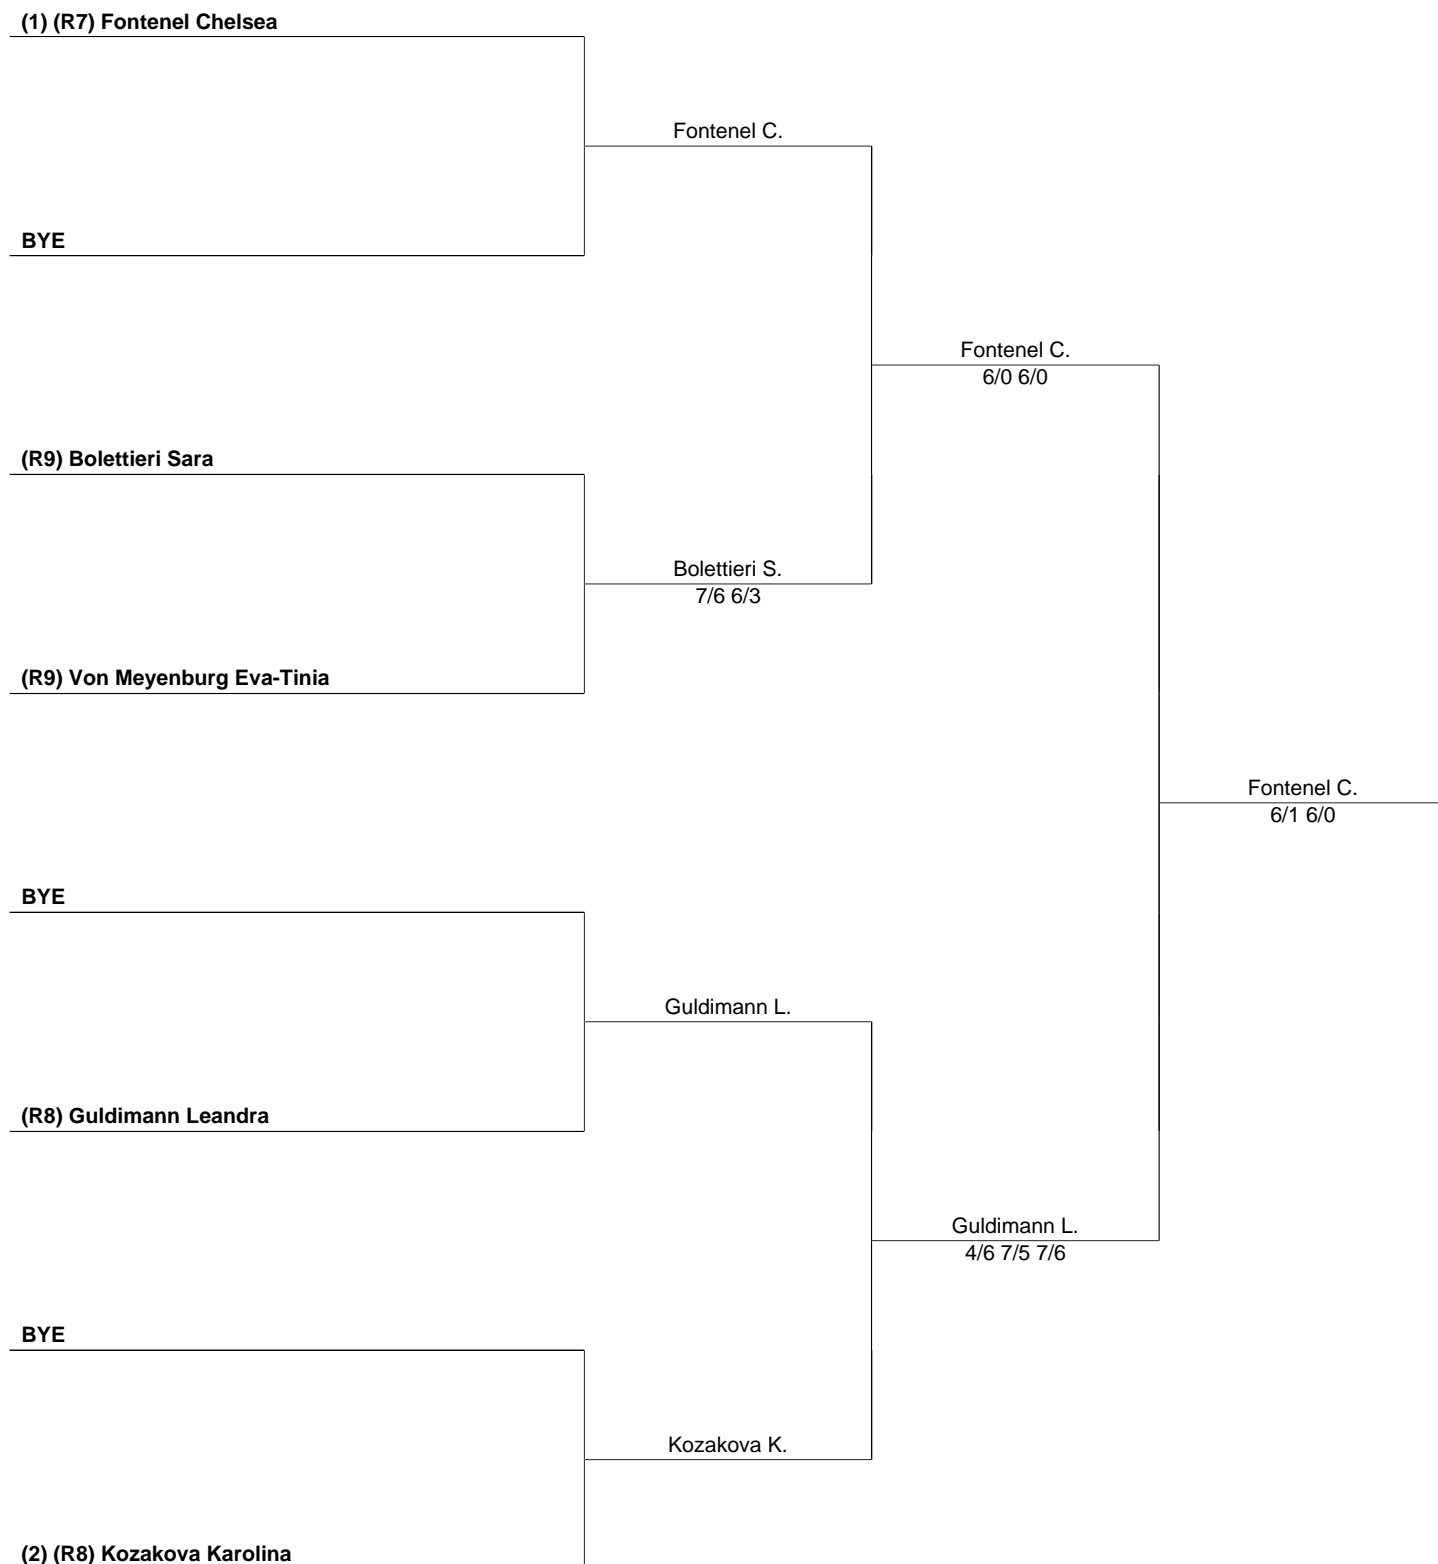 (1) (R7) Fontenel Chelsea
Fontenel C.
BYE
Fontenel C.
6/0 6/0
(R9) Bolettieri Sara
Bolettieri S.
7/6 6/3
(R9) Von Meyenburg Eva-Tinia
Fontenel C.
6/1 6/0
BYE
Guldimann L.
(R8) Guldimann Leandra
Guldimann L.
4/6 7/5 7/6
BYE
Kozakova K.
(2) (R8) Kozakova Karolina